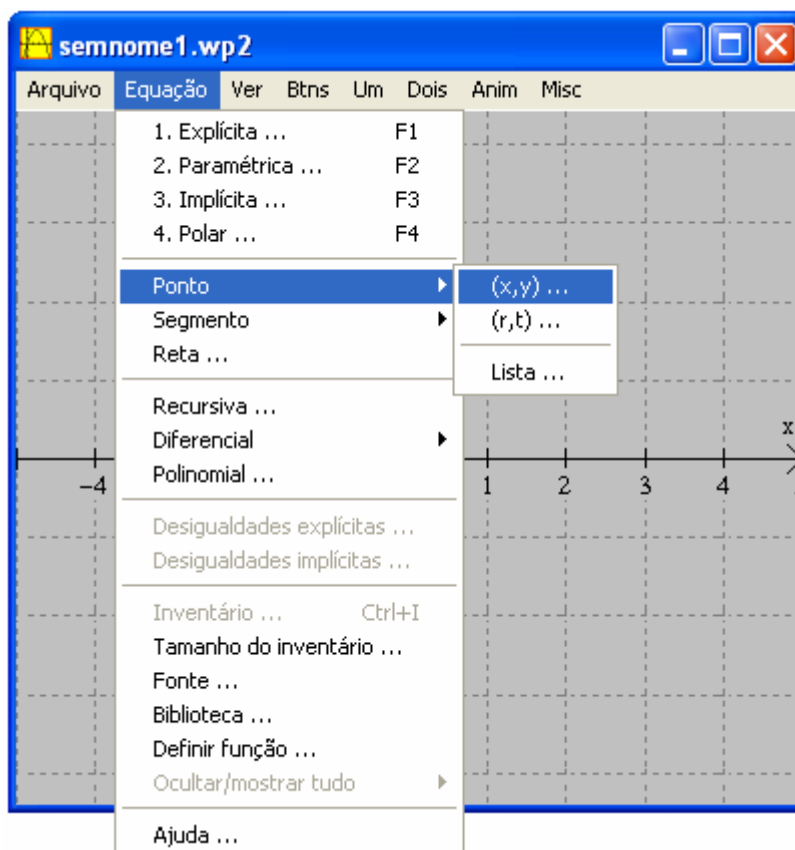 semnome1.wp2
Arquivo Equação Ver Btns Um Dois Anim Misc
1. Explícita ... F1
2. Paramétrica ... F2
3. Implícita ... F3
4. Polar ... F4
Ponto
(x,y) ...
Segmento
(r,t) ...
Reta ...
Lista ...
Recursiva ...
Diferencial
x
Polinomial ...
-4 1 2 3 4
Desigualdades explícitas ...
Desigualdades implícitas ...
Inventário ... Ctrl+I
Tamanho do inventário ...
Fonte ...
Biblioteca ...
Definir função ...
Ocultar/mostrar tudo
Ajuda ...